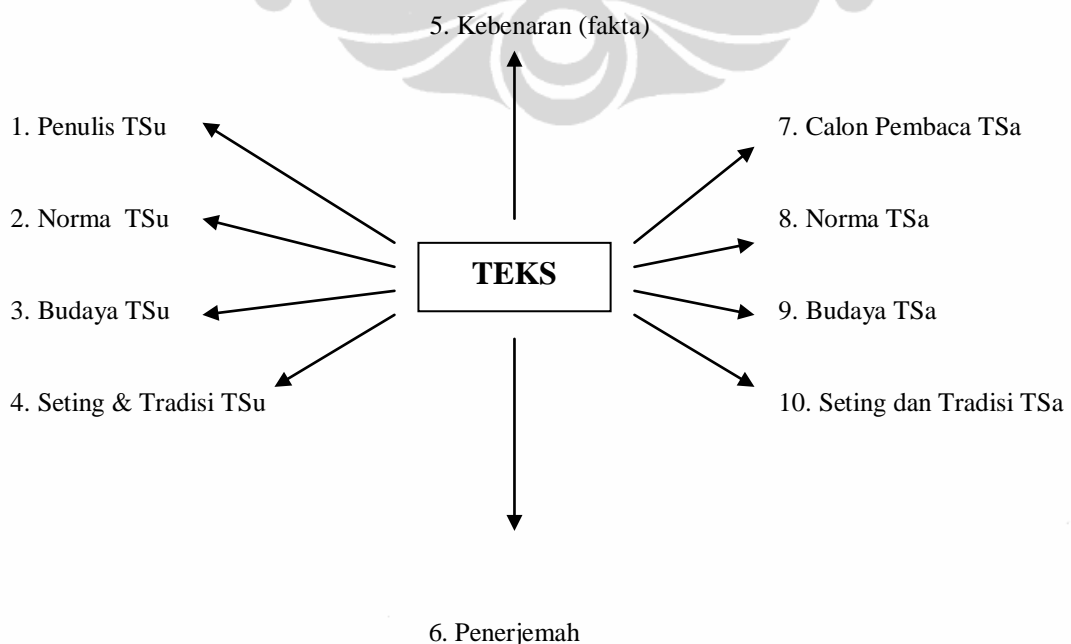 5. Kebenaran (fakta)
1. Penulis TSu
7. Calon Pembaca TSa
2. Norma TSu
8. Norma TSa
TEKS
3. Budaya TSu
9. Budaya TSa
4. Seting & Tradisi TSu
10. Seting dan Tradisi TSa
6. Penerjemah